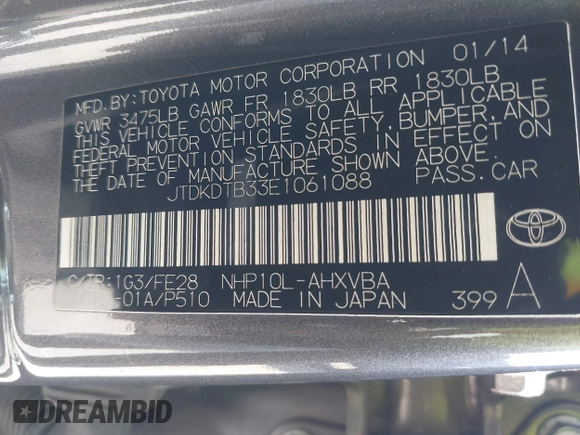 MFD.BY:TOYOTA MOTOR CORPORATION 01/14
GVWR 3475LB GAWR FR 1830LB RR 1830LB
THIS VEHICLE CONFORMS TO ALL APPLICABLE
FEDERAL MOTOR VEHICLE SAFETY,BUMPER,AND
THEFT PREVENTION STANDARDS IN EFFECT ON
THE DATE OF MANUFACTURE SHOWN ABOVE.
JTDKDTB33E1061088 PASS.CAR
C/TR:1G3/FE28 NHP10L-AHXVBA
-01A/P510 MADE IN JAPAN 399 A
DREAMBID